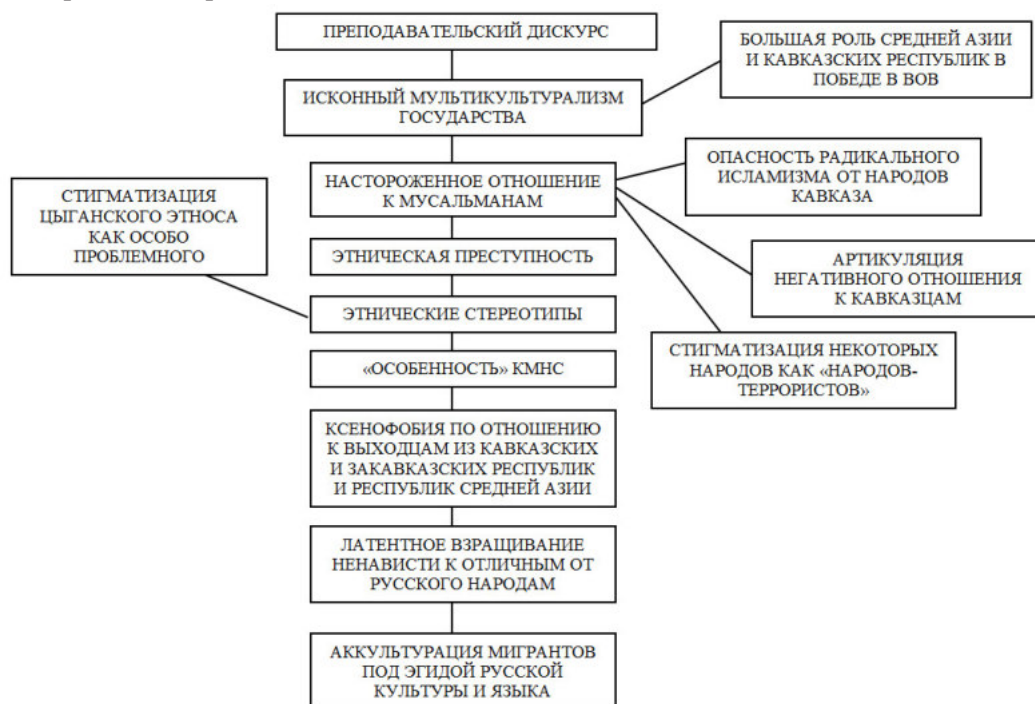 ПРЕПОДАВАТЕЛЬСКИЙ ДИСКУРС
БОЛЬШАЯ РОЛЬ СРЕДНЕЙ АЗИИ
И КАВКАЗСКИХ РЕСПУБЛИК В
ПОБЕДЕ В ВОВ
ИСКОННЫЙ МУЛЬТИКУЛЬТУРАЛИЗМ
ГОСУДАРСТВА
ОПАСНОСТЬ РАДИКАЛЬНОГО
ИСЛАМИЗМА ОТ НАРОДОВ
КАВКАЗА
НАСТОРОЖЕННОЕ ОТНОШЕНИЕ
К МУСАЛЬМАНАМ
СТИГМАТИЗАЦИЯ
ЦЫГАНСКОГО ЭТНОСА
КАК ОСОБО
ПРОБЛЕМНОГО
ЭТНИЧЕСКАЯ ПРЕСТУПНОСТЬ
АРТИКУЛЯЦИЯ
НЕГАТИВНОГО ОТНОШЕНИЯ
К КАВКАЗЦАМ
ЭТНИЧЕСКИЕ СТЕРЕОТИПЫ
СТИГМАТИЗАЦИЯ НЕКОТОРЫХ
НАРОДОВ КАК «НАРОДОВ-
ТЕРРОРИСТОВ»
«ОСОБЕННОСТЬ» КМНС
КСЕНОФОБИЯ ПО ОТНОШЕНИЮ
К ВЫХОДЦАМ ИЗ КАВКАЗСКИХ
И ЗАКАВКАЗСКИХ РЕСПУБЛИК
И РЕСПУБЛИК СРЕДНЕЙ АЗИИ
ЛАТЕНТНОЕ ВЗРАЩИВАНИЕ
НЕНАВИСТИ К ОТЛИЧНЫМ ОТ
РУССКОГО НАРОДАМ
АККУЛЬТУРАЦИЯ МИГРАНТОВ
ПОД ЭГИДОЙ РУССКОЙ
КУЛЬТУРЫ И ЯЗЫКА